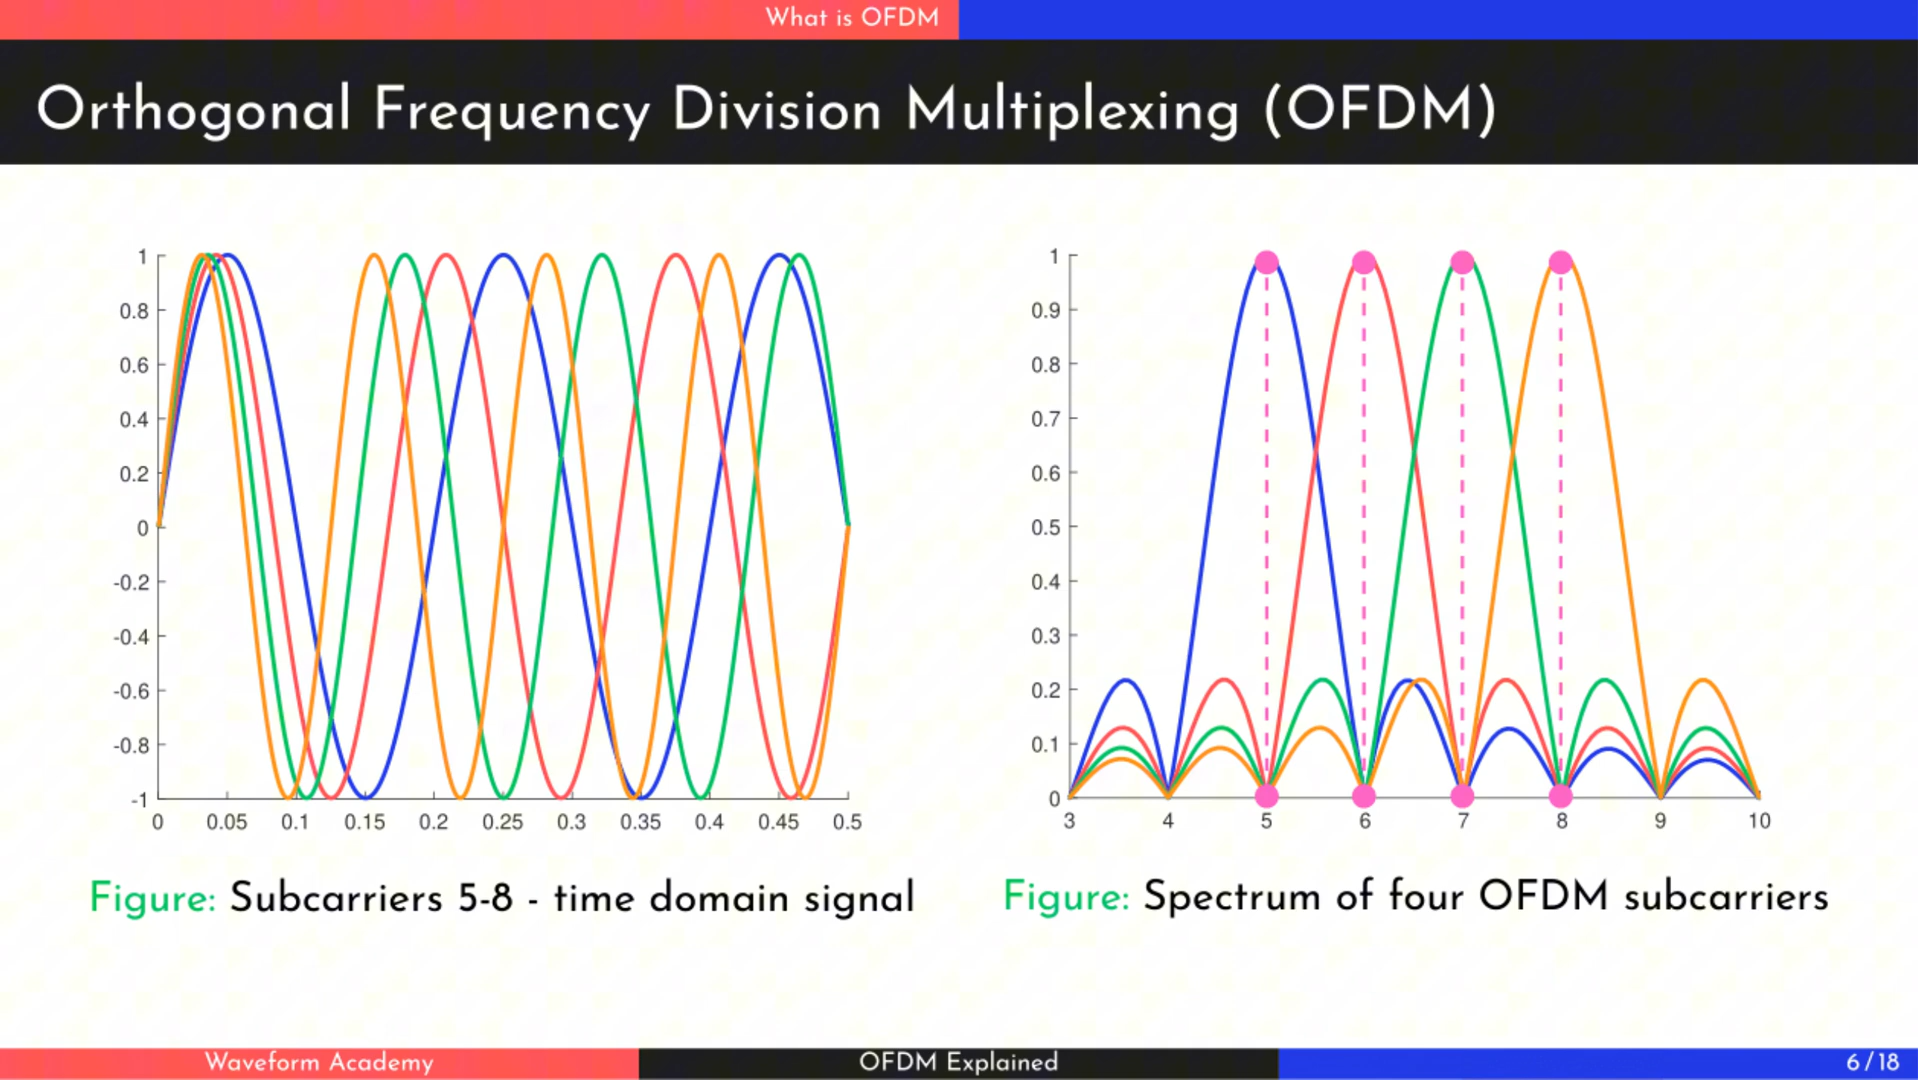 What is OFDM
Orthogonal Frequency Division Multiplexing (OFDM)
1
0.8
0.6
0.4
0.2
0
-0.2
-0.4
-0.6
-0.8
-1
0 0.05 0.1 0.15 0.2 0.25 0.3 0.35 0.4 0.45 0.5
Figure: Subcarriers 5-8 - time domain signal
1
0.9
0.8
0.7
0.6
0.5
0.4
0.3
0.2
0.1
0
3 4 5 6 7 8 9 10
Figure: Spectrum of four OFDM subcarriers
Waveform Academy
OFDM Explained
6/18